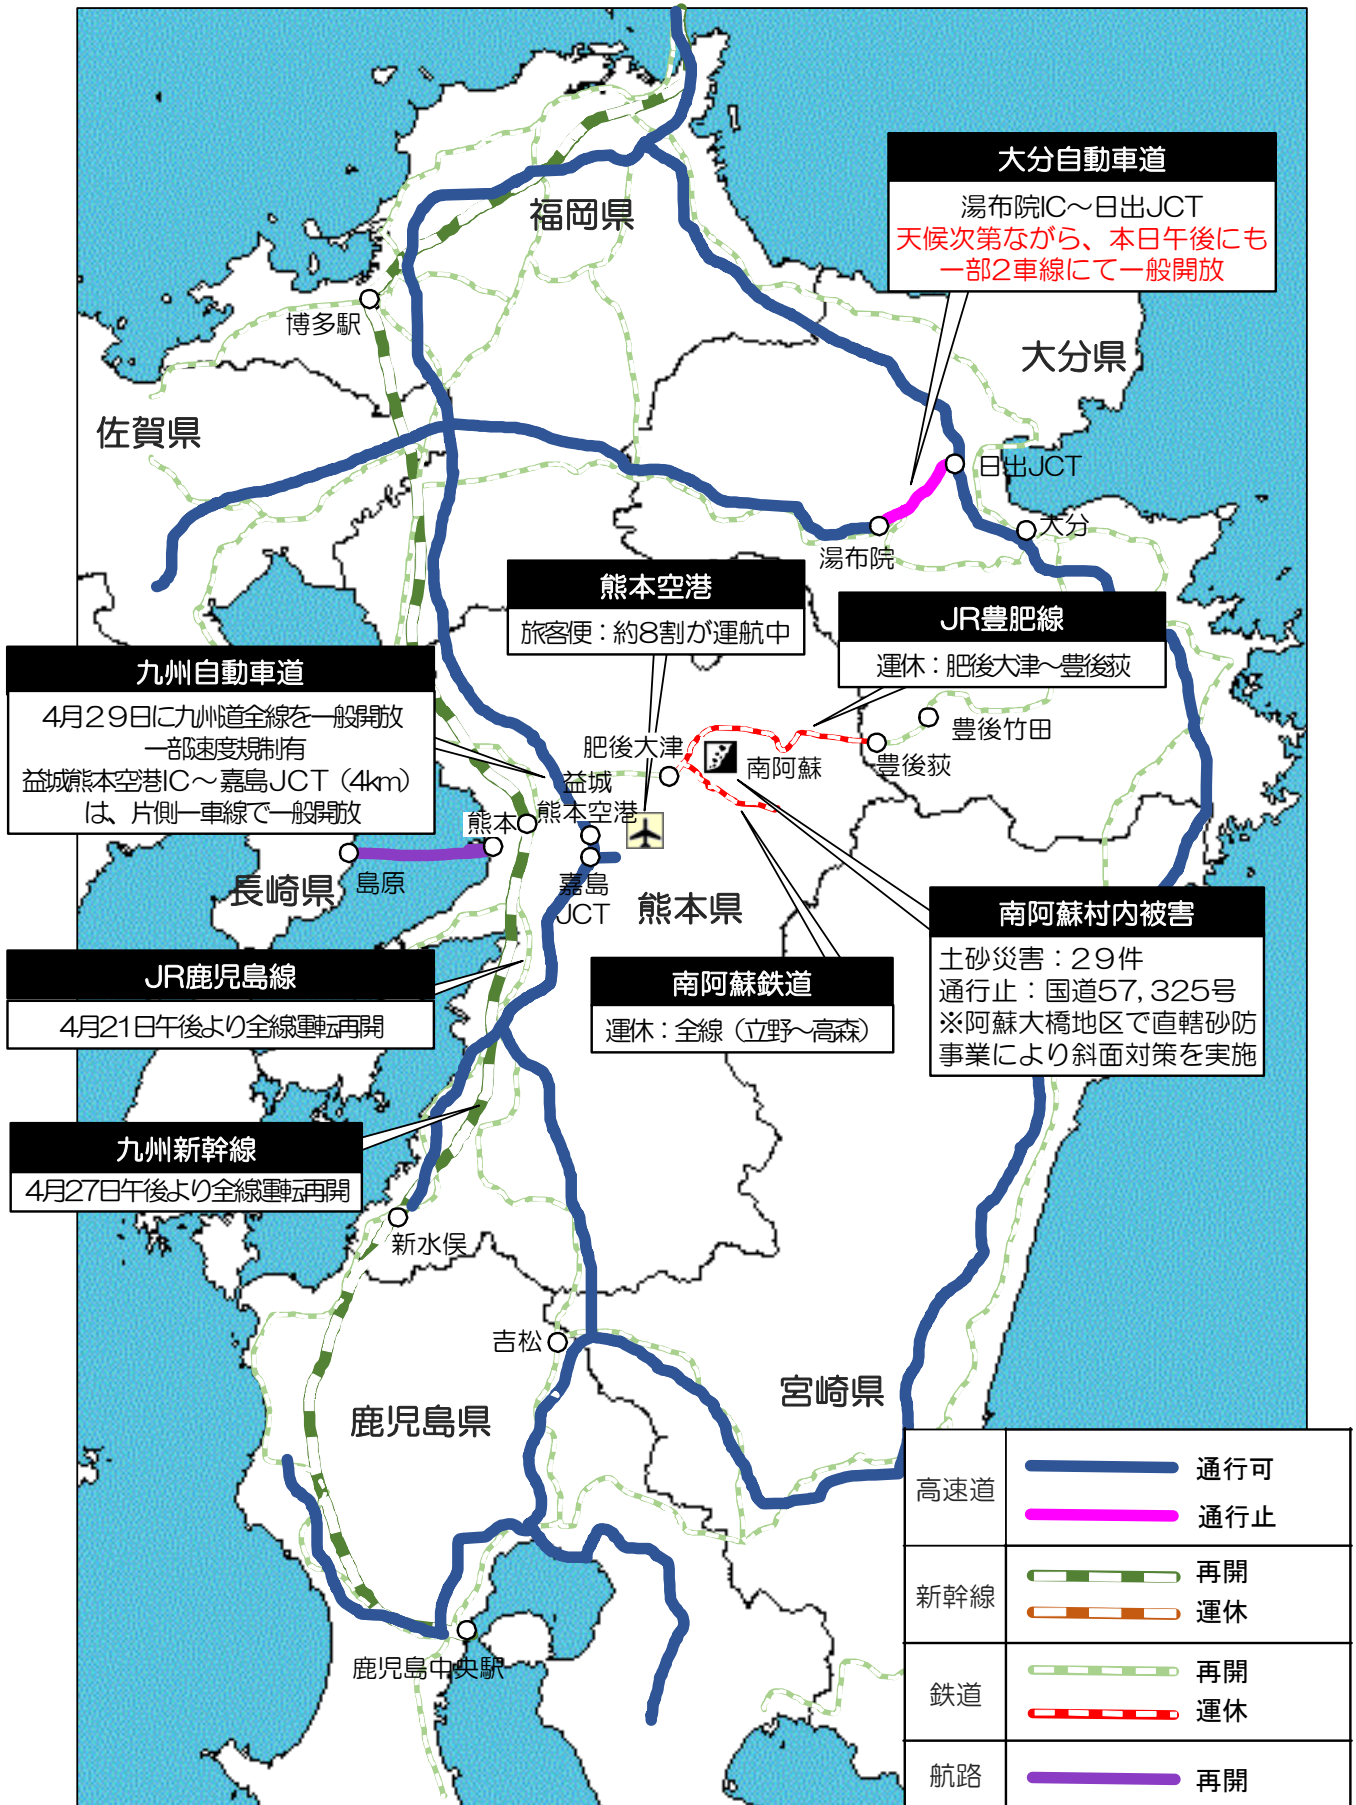 大分自動車道
湯布院IC～日出JCT
天候次第ながら、本日午後にも
一部2車線にて一般開放
福岡県
博多駅
大分県
佐賀県
日出JCT
大分
湯布院
熊本空港
旅客便：約8割が運航中
JR豊肥線
運休：肥後大津～豊後荻
九州自動車道
4月29日に九州道全線を一般開放
一部速度規制有
益城熊本空港IC～嘉島JCT（4km）
は、片側一車線で一般開放
肥後大津
南阿蘇
豊後竹田
豊後荻
益城
熊本空港
熊本
島原
長崎県
嘉島
JCT
熊本県
南阿蘇村内被害
土砂災害：29件
通行止：国道57,325号
※阿蘇大橋地区で直轄砂防
事業により斜面対策を実施
JR鹿児島線
4月21日午後より全線運転再開
南阿蘇鉄道
運休：全線（立野～高森）
九州新幹線
4月27日午後より全線運転再開
新水俣
吉松
宮崎県
鹿児島県
鹿児島中央駅
高速道
通行可
通行止
新幹線
再開
運休
鉄道
再開
運休
航路
再開